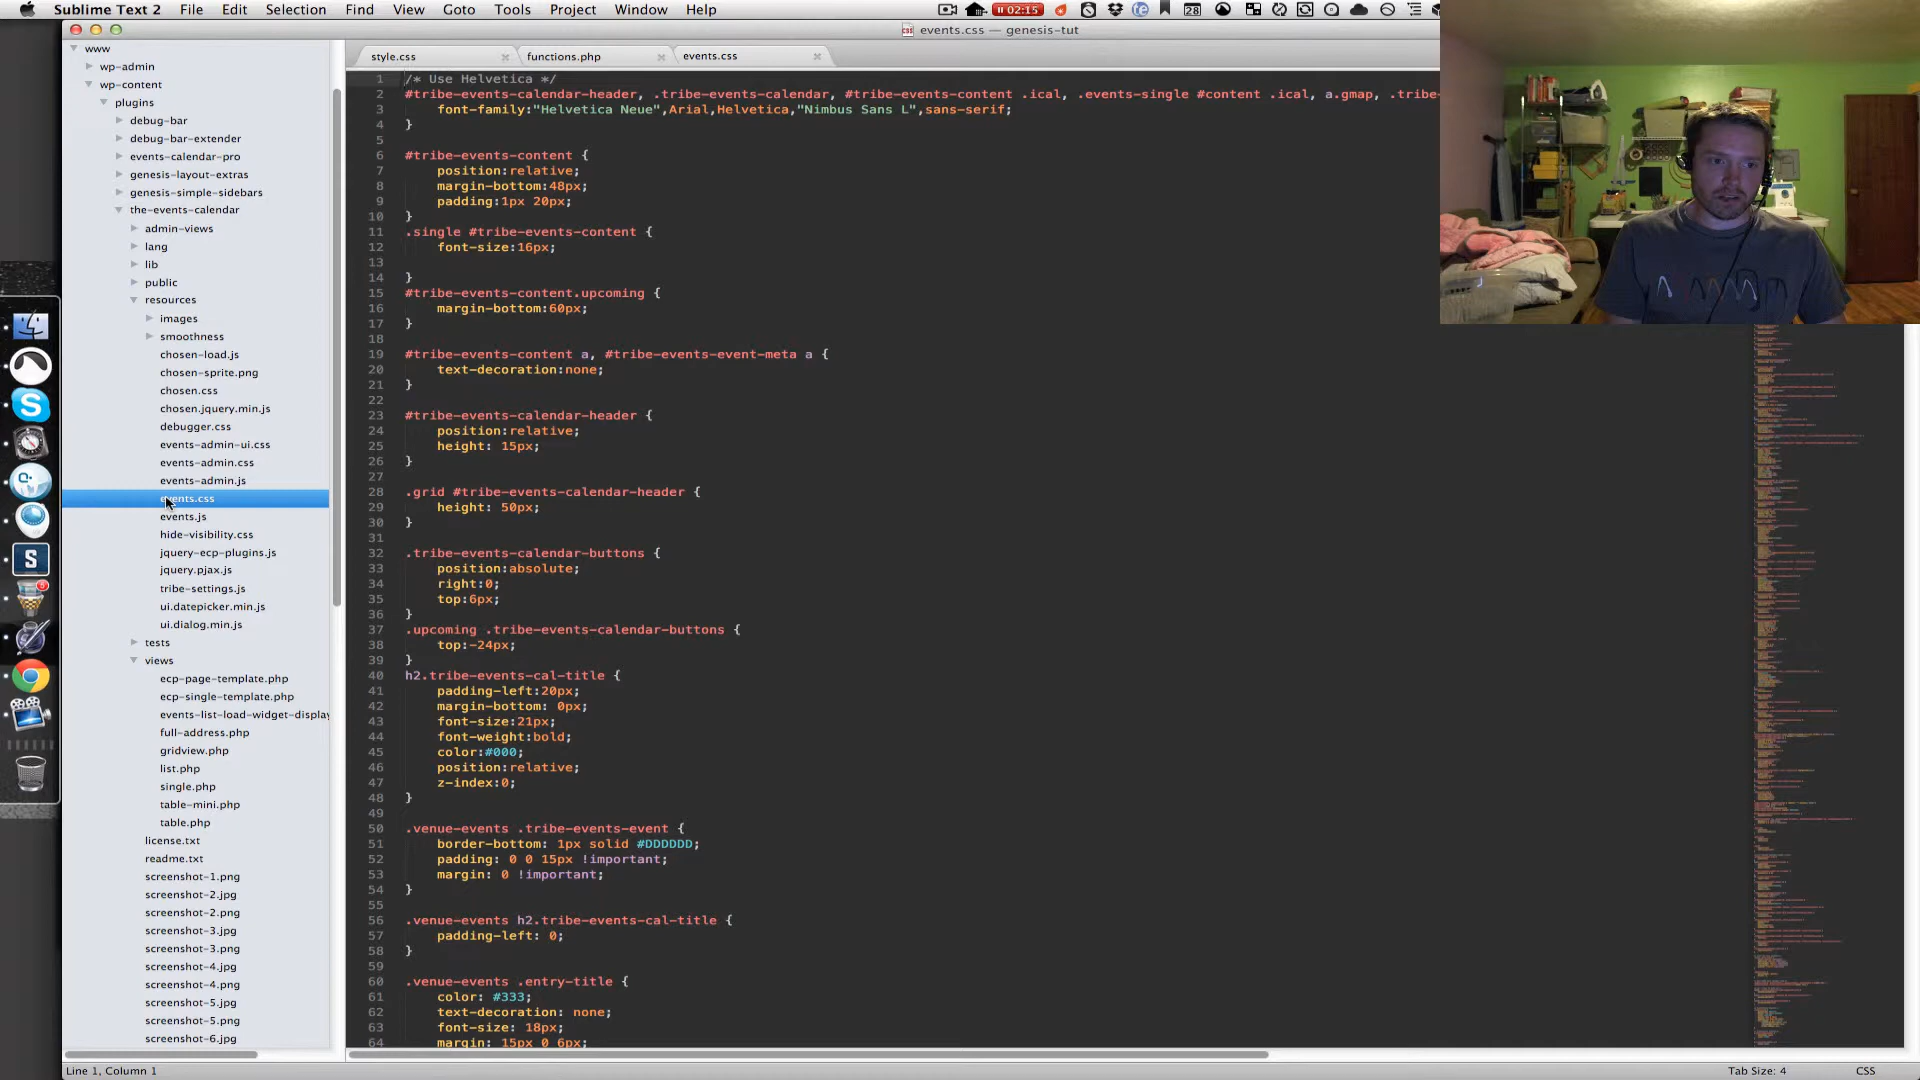 Sublime Text 2 File Edit Selection Find View Goto Tools Project Window Help 02:15 28
events.css — genesis-tut
style.css functions.php events.css
www
wp-admin
wp-content
plugins
debug-bar
debug-bar-extender
events-calendar-pro
genesis-layout-extras
genesis-simple-sidebars
the-events-calendar
admin-views
lang
lib
public
resources
images
smoothness
chosen-load.js
chosen-sprite.png
chosen.css
chosen.jquery.min.js
debugger.css
events-admin-ui.css
events-admin.css
events-admin.js
events.css
events.js
hide-visibility.css
jquery-ecp-plugins.js
jquery.pjax.js
tribe-settings.js
ui.datepicker.min.js
ui.dialog.min.js
tests
views
ecp-page-template.php
ecp-single-template.php
events-list-load-widget-display
full-address.php
gridview.php
list.php
single.php
table-mini.php
table.php
license.txt
readme.txt
screenshot-1.png
screenshot-2.jpg
screenshot-2.png
screenshot-3.jpg
screenshot-3.png
screenshot-4.jpg
screenshot-4.png
screenshot-5.jpg
screenshot-5.png
screenshot-6.jpg
1 /* Use Helvetica */
2 #tribe-events-calendar-header, .tribe-events-calendar, #tribe-events-content .ical, .events-single #content .ical, a.gmap, .tribe-
3 font-family:"Helvetica Neue",Arial,Helvetica,"Nimbus Sans L",sans-serif;
4 }
5
6 #tribe-events-content {
7 position:relative;
8 margin-bottom:48px;
9 padding:1px 20px;
10 }
11 .single #tribe-events-content {
12 font-size:16px;
13
14 }
15 #tribe-events-content.upcoming {
16 margin-bottom:60px;
17 }
18
19 #tribe-events-content a, #tribe-events-event-meta a {
20 text-decoration:none;
21 }
22
23 #tribe-events-calendar-header {
24 position:relative;
25 height: 15px;
26 }
27
28 .grid #tribe-events-calendar-header {
29 height: 50px;
30 }
31
32 .tribe-events-calendar-buttons {
33 position:absolute;
34 right:0;
35 top:6px;
36 }
37 .upcoming .tribe-events-calendar-buttons {
38 top:-24px;
39 }
40 h2.tribe-events-cal-title {
41 padding-left:20px;
42 margin-bottom: 0px;
43 font-size:21px;
44 font-weight:bold;
45 color:#000;
46 position:relative;
47 z-index:0;
48 }
49
50 .venue-events .tribe-events-event {
51 border-bottom: 1px solid #DDDDDD;
52 padding: 0 0 15px !important;
53 margin: 0 !important;
54 }
55
56 .venue-events h2.tribe-events-cal-title {
57 padding-left: 0;
58 }
59
60 .venue-events .entry-title {
61 color: #333;
62 text-decoration: none;
63 font-size: 18px;
64 margin: 15px 0 6px;
Line 1, Column 1 Tab Size: 4 CSS